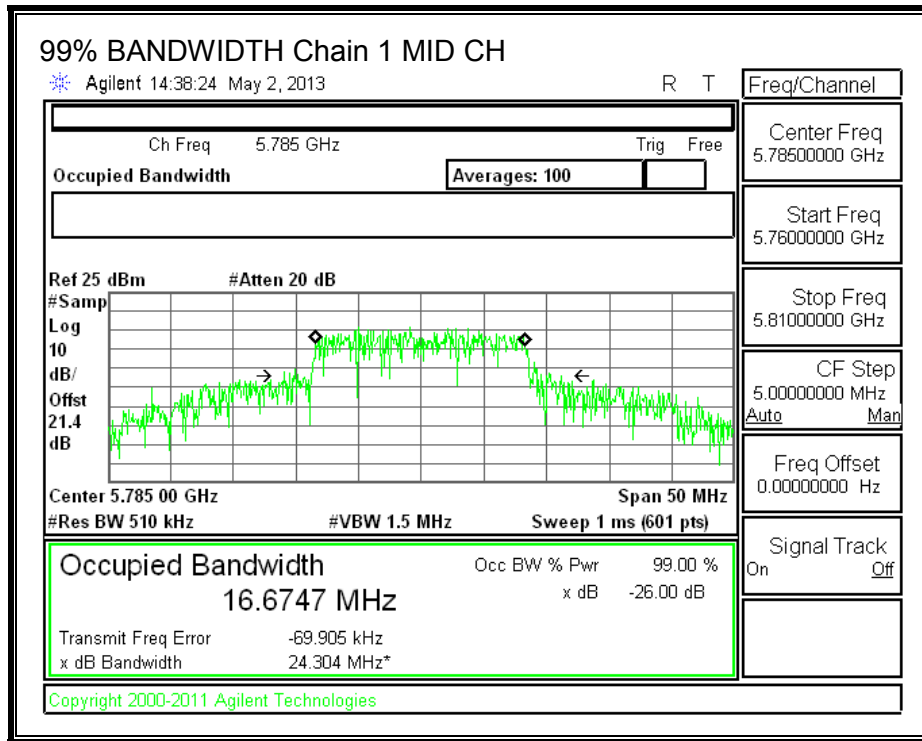 99% BANDWIDTH Chain 1 MID CH
Agilent 14:38:24 May 2, 2013 R T
Freq/Channel
Ch Freq 5.785 GHz Trig Free
Occupied Bandwidth Averages: 100
Center Freq
5.78500000 GHz
Start Freq
5.76000000 GHz
Stop Freq
5.81000000 GHz
CF Step
5.00000000 MHz
Auto Man
Freq Offset
0.00000000 Hz
Signal Track
On Off
Ref 25 dBm #Atten 20 dB
#Samp
Log
10
dB/
Offst
21.4
dB
Center 5.785 00 GHz Span 50 MHz
#Res BW 510 kHz #VBW 1.5 MHz Sweep 1 ms (601 pts)
Occupied Bandwidth Occ BW % Pwr 99.00 %
16.6747 MHz x dB -26.00 dB
Transmit Freq Error -69.905 kHz
x dB Bandwidth 24.304 MHz*
Copyright 2000-2011 Agilent Technologies